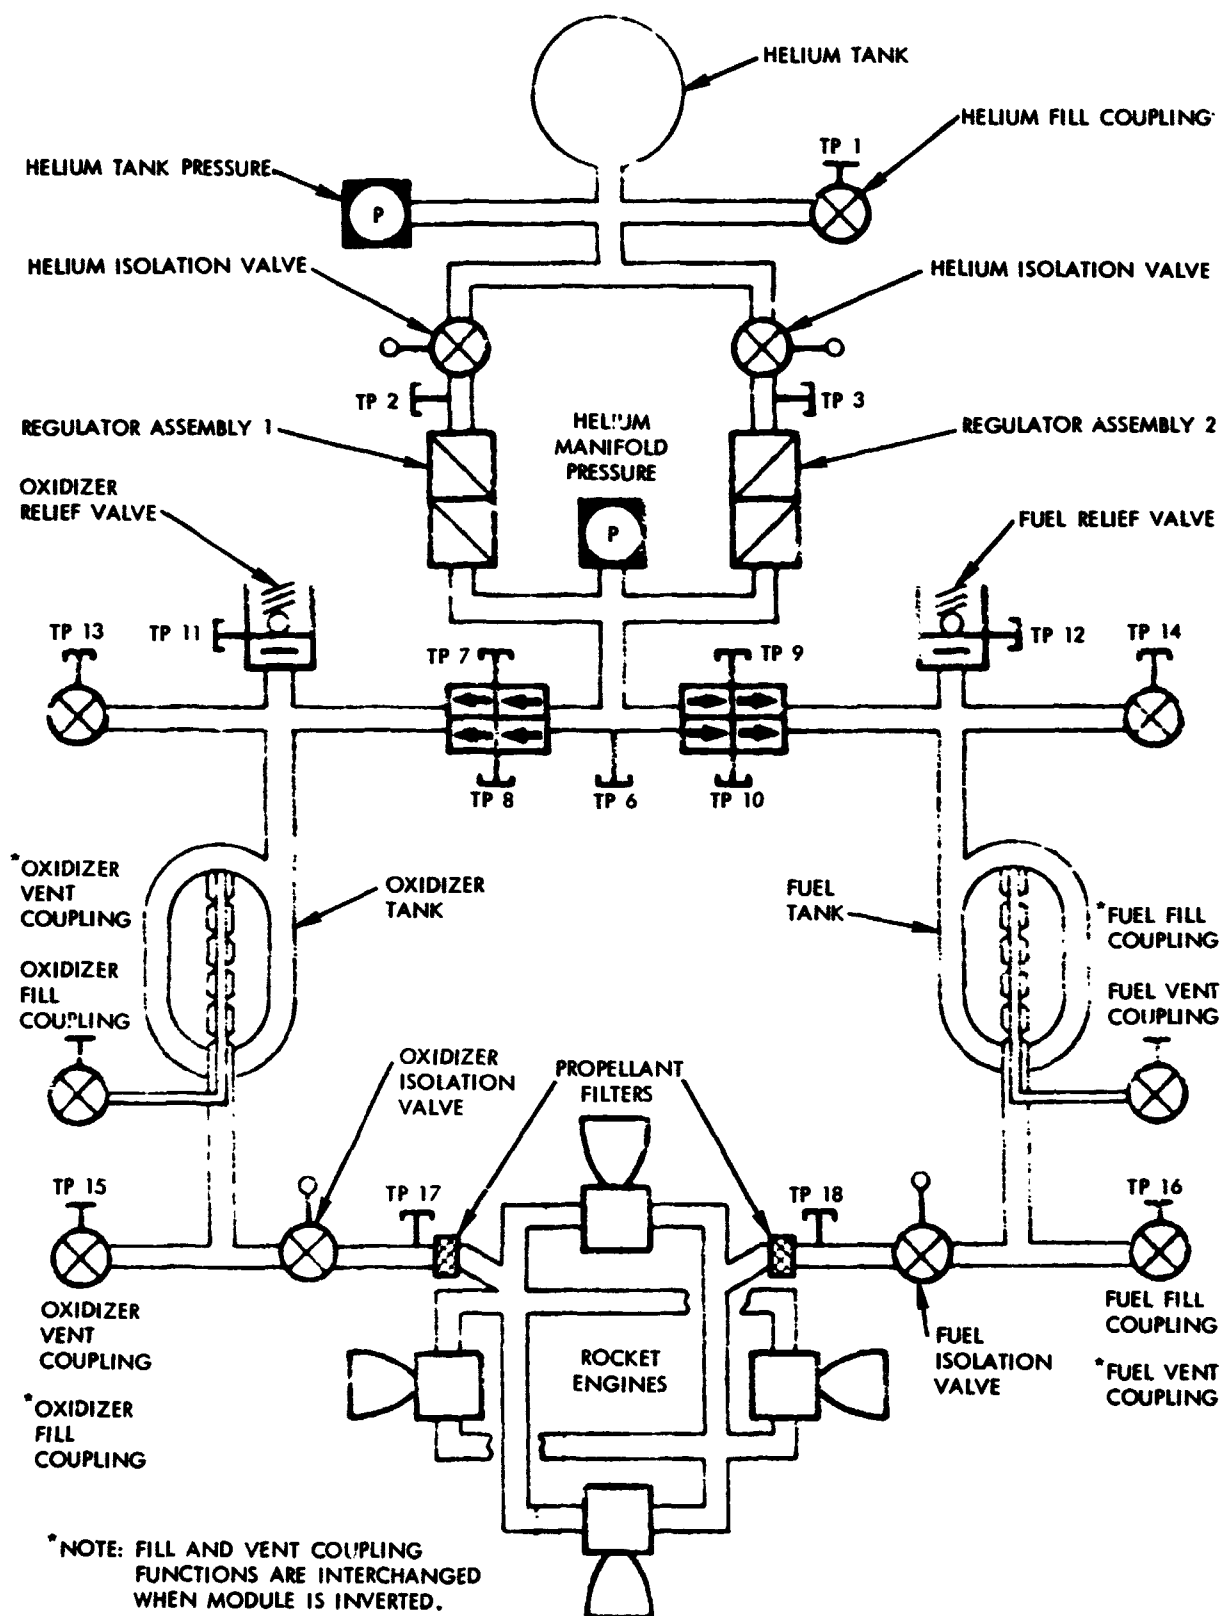 HELIUM TANK
HELIUM FILL COUPLING
TP 1
HELIUM TANK PRESSURE
P
HELIUM ISOLATION VALVE
HELIUM ISOLATION VALVE
TP 2
TP 3
REGULATOR ASSEMBLY 1
HELIUM
MANIFOLD
PRESSURE
REGULATOR ASSEMBLY 2
OXIDIZER
RELIEF VALVE
P
FUEL RELIEF VALVE
TP 13
TP 11
TP 7
TP 9
TP 12
TP 14
TP 8
TP 6
TP 10
*OXIDIZER
VENT
COUPLING
OXIDIZER
TANK
FUEL
TANK
*FUEL FILL
COUPLING
OXIDIZER
FILL
COUPLING
FUEL VENT
COUPLING
OXIDIZER
ISOLATION
VALVE
PROPELLANT
FILTERS
TP 15
TP 17
TP 18
TP 16
OXIDIZER
VENT
COUPLING
ROCKET
ENGINES
FUEL
ISOLATION
VALVE
FUEL FILL
COUPLING
*OXIDIZER
FILL
COUPLING
*FUEL VENT
COUPLING
*NOTE: FILL AND VENT COUPLING
FUNCTIONS ARE INTERCHANGED
WHEN MODULE IS INVERTED.